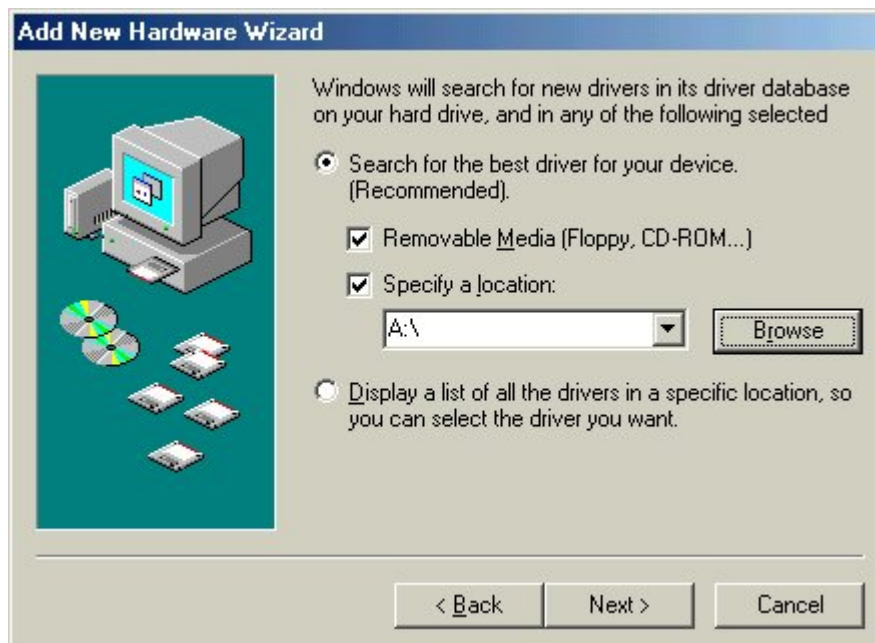 Add New Hardware Wizard
Windows will search for new drivers in its driver database
on your hard drive, and in any of the following selected
Search for the best driver for your device.
(Recommended).
Removable Media (Floppy, CD-ROM...)
Specify a location:
A:\
Browse
Display a list of all the drivers in a specific location, so
you can select the driver you want.
< Back
Next >
Cancel